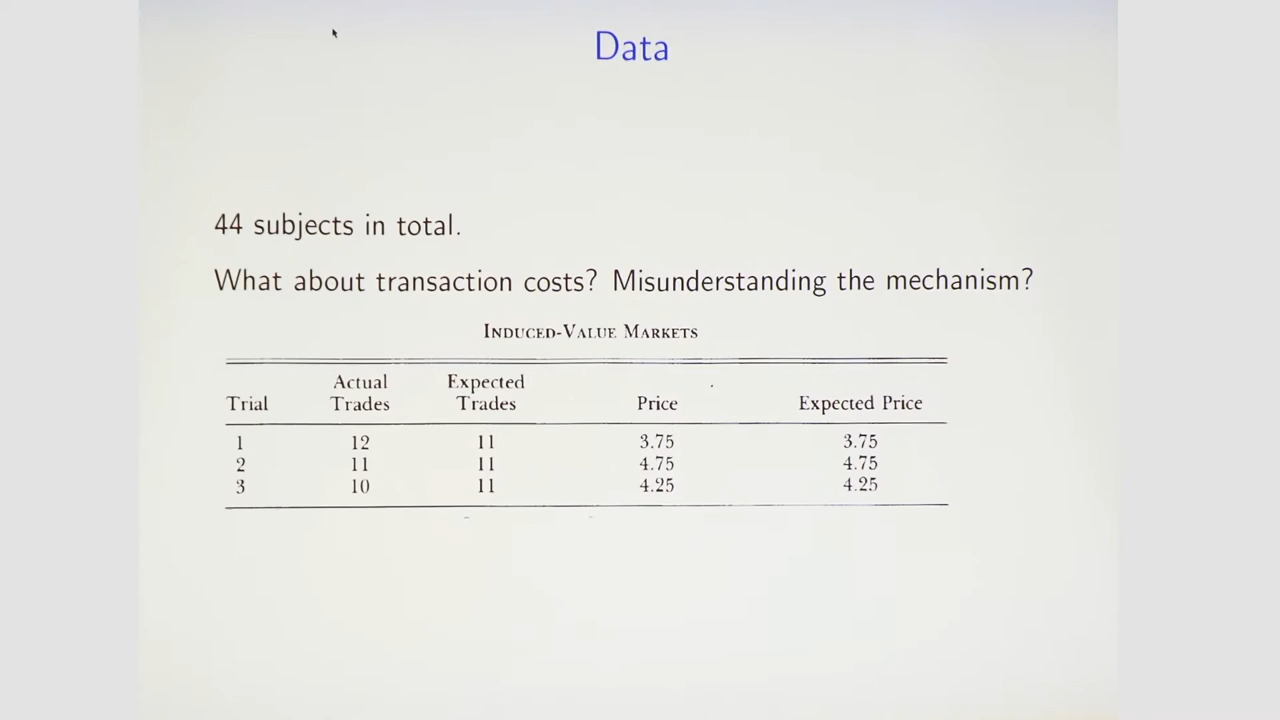 Data
44 subjects in total.
What about transaction costs? Misunderstanding the mechanism?
INDUCED-VALUE MARKETS
Trial Actual Trades Expected Trades Price Expected Price
1 12 11 3.75 3.75
2 11 11 4.75 4.75
3 10 11 4.25 4.25